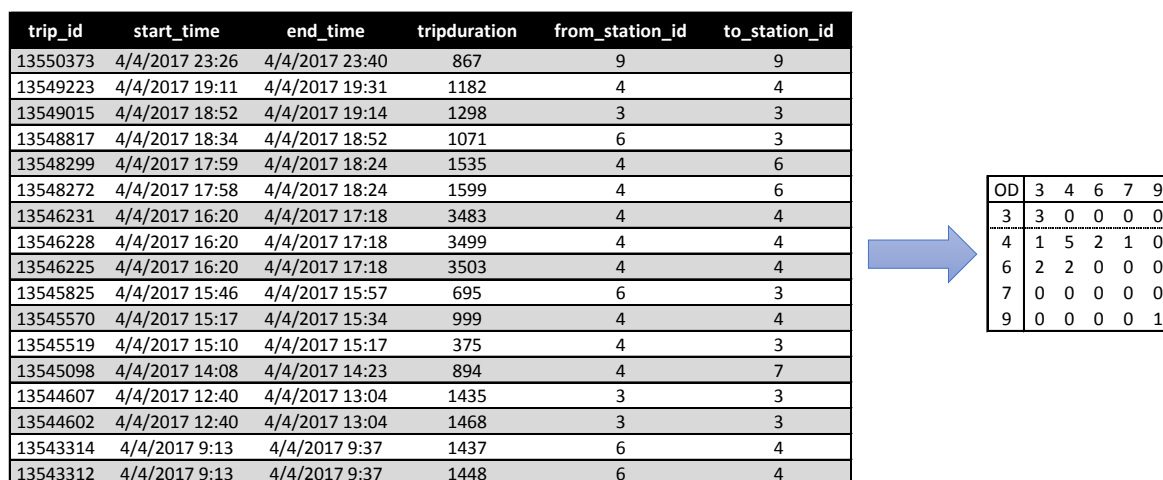 trip_id start_time end_time tripduration from_station_id to_station_id
13550373 4/4/2017 23:26 4/4/2017 23:40 867 9 9
13549223 4/4/2017 19:11 4/4/2017 19:31 1182 4 4
13549015 4/4/2017 18:52 4/4/2017 19:14 1298 3 3
13548817 4/4/2017 18:34 4/4/2017 18:52 1071 6 3
13548299 4/4/2017 17:59 4/4/2017 18:24 1535 4 6
13548272 4/4/2017 17:58 4/4/2017 18:24 1599 4 6
13546231 4/4/2017 16:20 4/4/2017 17:18 3483 4 4
13546228 4/4/2017 16:20 4/4/2017 17:18 3499 4 4
13546225 4/4/2017 16:20 4/4/2017 17:18 3503 4 4
13545825 4/4/2017 15:46 4/4/2017 15:57 695 6 3
13545570 4/4/2017 15:17 4/4/2017 15:34 999 4 4
13545519 4/4/2017 15:10 4/4/2017 15:17 375 4 3
13545098 4/4/2017 14:08 4/4/2017 14:23 894 4 7
13544607 4/4/2017 12:40 4/4/2017 13:04 1435 3 3
13544602 4/4/2017 12:40 4/4/2017 13:04 1468 3 3
13543314 4/4/2017 9:13 4/4/2017 9:37 1437 6 4
13543312 4/4/2017 9:13 4/4/2017 9:37 1448 6 4
OD 3 4 6 7 9
3 3 0 0 0 0
4 1 5 2 1 0
6 2 2 0 0 0
7 0 0 0 0 0
9 0 0 0 0 1